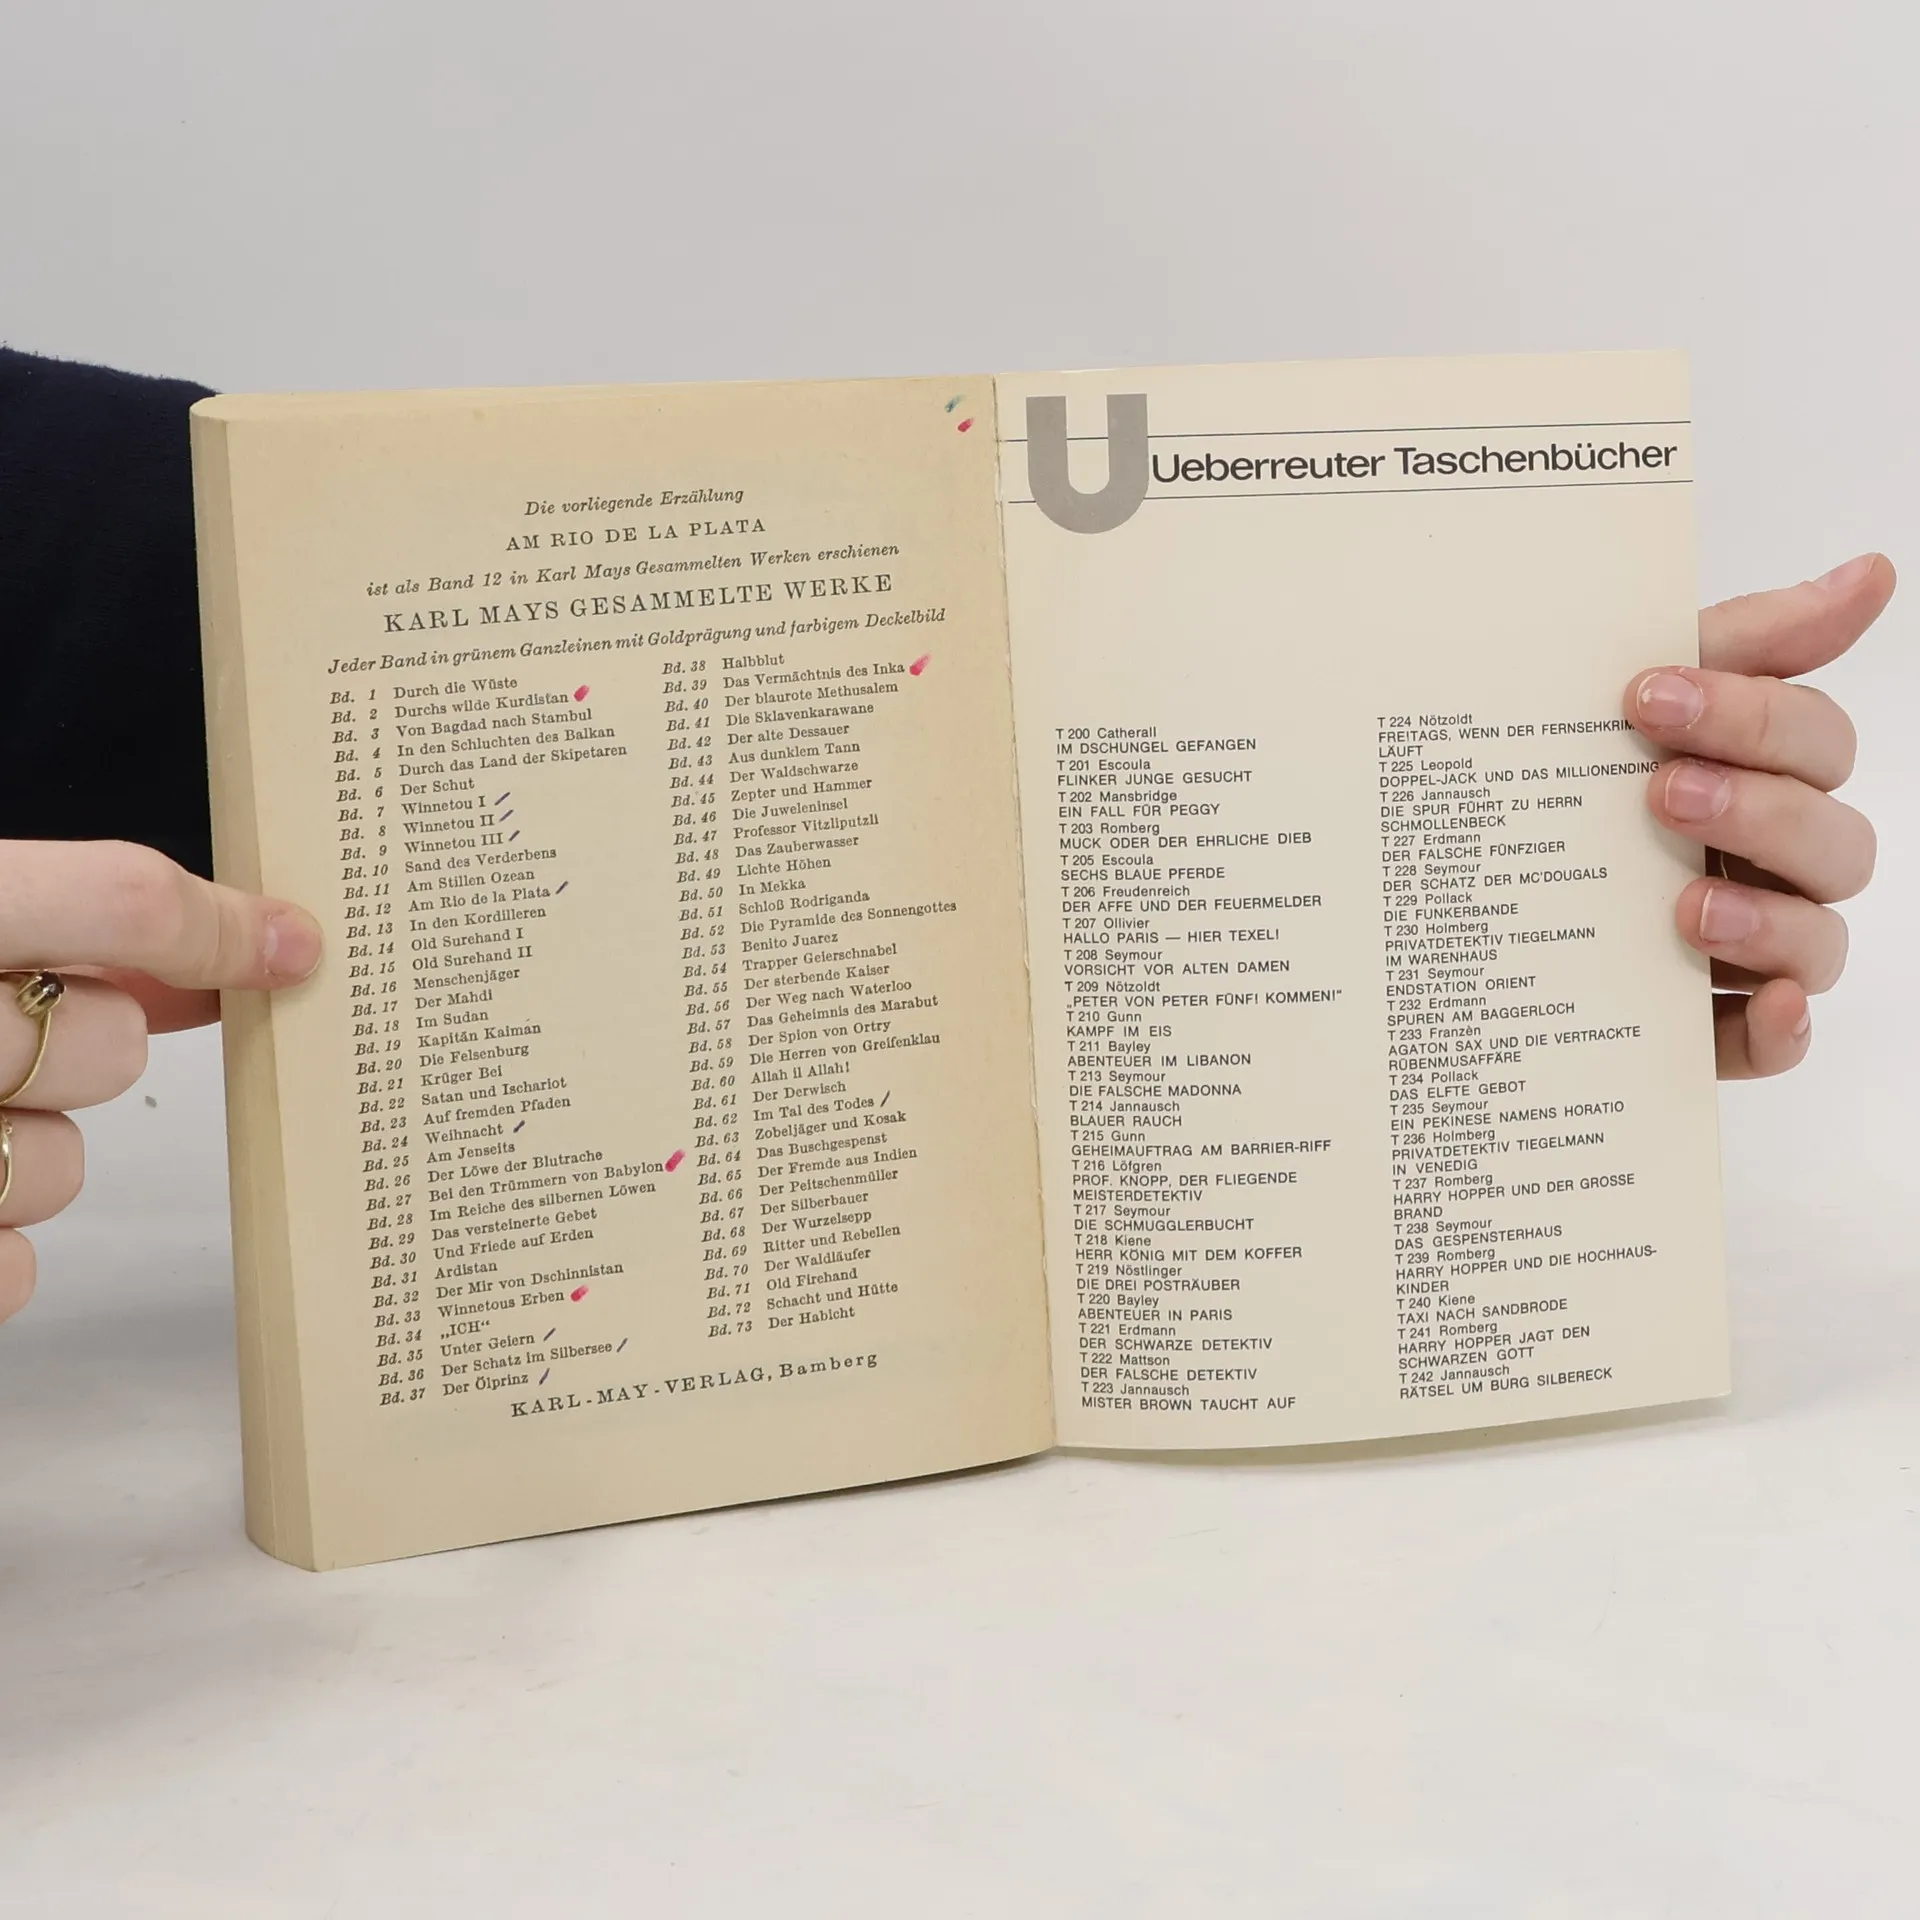 Die vorliegende Erzählung
AM RIO DE LA PLATA
ist als Band 12 in Karl Mays Gesammelten Werken erschienen
KARL MAYS GESAMMELTE WERKE
Jeder Band in grünem Ganzleinen mit Goldprägung und farbigem Deckelbild
Bd. 1 Durch die Wüste
Bd. 2 Durchs wilde Kurdistan
Bd. 3 Von Bagdad nach Stambul
Bd. 4 In den Schluchten des Balkan
Bd. 5 Durch das Land der Skipetaren
Bd. 6 Der Schut
Bd. 7 Winnetou I
Bd. 8 Winnetou II
Bd. 9 Winnetou III
Bd. 10 Sand des Verderbens
Bd. 11 Am Stillen Ozean
Bd. 12 Am Rio de la Plata
Bd. 13 In den Kordilleren
Bd. 14 Old Surehand I
Bd. 15 Old Surehand II
Bd. 16 Menschenjäger
Bd. 17 Der Mahdi
Bd. 18 Im Sudan
Bd. 19 Kapitän Kaiman
Bd. 20 Die Felsenburg
Bd. 21 Krüger Bei
Bd. 22 Satan und Ischariot
Bd. 23 Auf fremden Pfaden
Bd. 24 Weihnacht
Bd. 25 Am Jenseits
Bd. 26 Der Löwe der Blutrache
Bd. 27 Bei den Trümmern von Babylon
Bd. 28 Im Reiche des silbernen Löwen
Bd. 29 Das versteinerte Gebet
Bd. 30 Und Friede auf Erden
Bd. 31 Ardistan
Bd. 32 Der Mir von Dschinnistan
Bd. 33 Winnetous Erben
Bd. 34 „ICH“
Bd. 35 Unter Geiern
Bd. 36 Der Schatz im Silbersee
Bd. 37 Der Ölprinz
Bd. 38 Halbblut
Bd. 39 Das Vermächtnis des Inka
Bd. 40 Der blaurote Methusalem
Bd. 41 Die Sklavenkarawane
Bd. 42 Der alte Dessauer
Bd. 43 Aus dunklem Tann
Bd. 44 Der Waldschwarze
Bd. 45 Zepter und Hammer
Bd. 46 Die Juweleninsel
Bd. 47 Professor Vitzliputzli
Bd. 48 Das Zauberwasser
Bd. 49 Lichte Höhen
Bd. 50 In Mekka
Bd. 51 Schloß Rodriganda
Bd. 52 Die Pyramide des Sonnengottes
Bd. 53 Benito Juarez
Bd. 54 Trapper Geierschnabel
Bd. 55 Der sterbende Kaiser
Bd. 56 Der Weg nach Waterloo
Bd. 57 Das Geheimnis des Marabut
Bd. 58 Der Spion von Ortry
Bd. 59 Die Herren von Greifenklau
Bd. 60 Allah il Allah!
Bd. 61 Der Derwisch
Bd. 62 Im Tal des Todes
Bd. 63 Zobeljäger und Kosak
Bd. 64 Das Buschgespenst
Bd. 65 Der Fremde aus Indien
Bd. 66 Der Peitschenmüller
Bd. 67 Der Silberbauer
Bd. 68 Der Wurzelsepp
Bd. 69 Ritter und Rebellen
Bd. 70 Der Waldläufer
Bd. 71 Old Firehand
Bd. 72 Schacht und Hütte
Bd. 73 Der Habicht
KARL-MAY-VERLAG, Bamberg
U Ueberreuter Taschenbücher
T 200 Catherall
IM DSCHUNGEL GEFANGEN
T 201 Escoula
FLINKER JUNGE GESUCHT
T 202 Mansbridge
EIN FALL FÜR PEGGY
T 203 Romberg
MUCK ODER DER EHRLICHE DIEB
T 205 Escoula
SECHS BLAUE PFERDE
T 206 Freudenreich
DER AFFE UND DER FEUERMELDER
T 207 Ollivier
HALLO PARIS — HIER TEXEL!
T 208 Seymour
VORSICHT VOR ALTEN DAMEN
T 209 Nötzoldt
„PETER VON PETER FÜNF! KOMMEN!“
T 210 Gunn
KAMPF IM EIS
T 211 Bayley
ABENTEUER IM LIBANON
T 213 Seymour
DIE FALSCHE MADONNA
T 214 Jannausch
BLAUER RAUCH
T 215 Gunn
GEHEIMAUFTRAG AM BARRIER-RIFF
T 216 Löfgren
PROF. KNOPP, DER FLIEGENDE
MEISTERDETEKTIV
T 217 Seymour
DIE SCHMUGGLERBUCHT
T 218 Kiene
HERR KÖNIG MIT DEM KOFFER
T 219 Nöstlinger
DIE DREI POSTRÄUBER
T 220 Bayley
ABENTEUER IN PARIS
T 221 Erdmann
DER SCHWARZE DETEKTIV
T 222 Mattson
DER FALSCHE DETEKTIV
T 223 Jannausch
MISTER BROWN TAUCHT AUF
T 224 Nötzoldt
FREITAGS, WENN DER FERNSEHKRIM
LÄUFT
T 225 Leopold
DOPPEL-JACK UND DAS MILLIONENDING
T 226 Jannausch
DIE SPUR FÜHRT ZU HERRN
SCHMOLLENBECK
T 227 Erdmann
DER FALSCHE FÜNFZIGER
T 228 Seymour
DER SCHATZ DER MC'DOUGALS
T 229 Pollack
DIE FUNKERBANDE
T 230 Holmberg
PRIVATDETEKTIV TIEGELMANN
IM WARENHAUS
T 231 Seymour
ENDSTATION ORIENT
T 232 Erdmann
SPUREN AM BAGGERLOCH
T 233 Franzèn
AGATON SAX UND DIE VERTRACKTE
RÜBENMUSAFFÄRE
T 234 Pollack
DAS ELFTE GEBOT
T 235 Seymour
EIN PEKINESE NAMENS HORATIO
T 236 Holmberg
PRIVATDETEKTIV TIEGELMANN
IN VENEDIG
T 237 Romberg
HARRY HOPPER UND DER GROSSE
BRAND
T 238 Seymour
DAS GESPENSTERHAUS
T 239 Romberg
HARRY HOPPER UND DIE HOCHHAUS-
KINDER
T 240 Kiene
TAXI NACH SANDBRODE
T 241 Romberg
HARRY HOPPER JAGT DEN
SCHWARZEN GOTT
T 242 Jannausch
RÄTSEL UM BURG SILBERECK